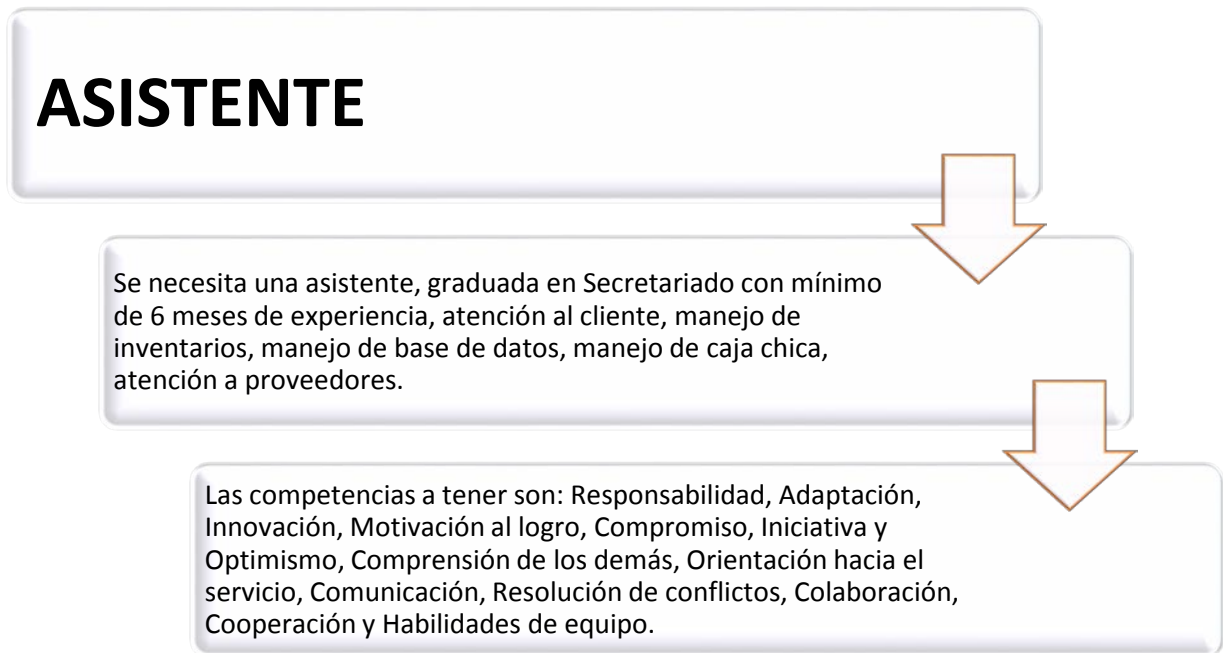 ASISTENTE
Se necesita una asistente, graduada en Secretariado con mínimo
de 6 meses de experiencia, atención al cliente, manejo de
inventarios, manejo de base de datos, manejo de caja chica,
atención a proveedores.
Las competencias a tener son: Responsabilidad, Adaptación,
Innovación, Motivación al logro, Compromiso, Iniciativa y
Optimismo, Comprensión de los demás, Orientación hacia el
servicio, Comunicación, Resolución de conflictos, Colaboración,
Cooperación y Habilidades de equipo.